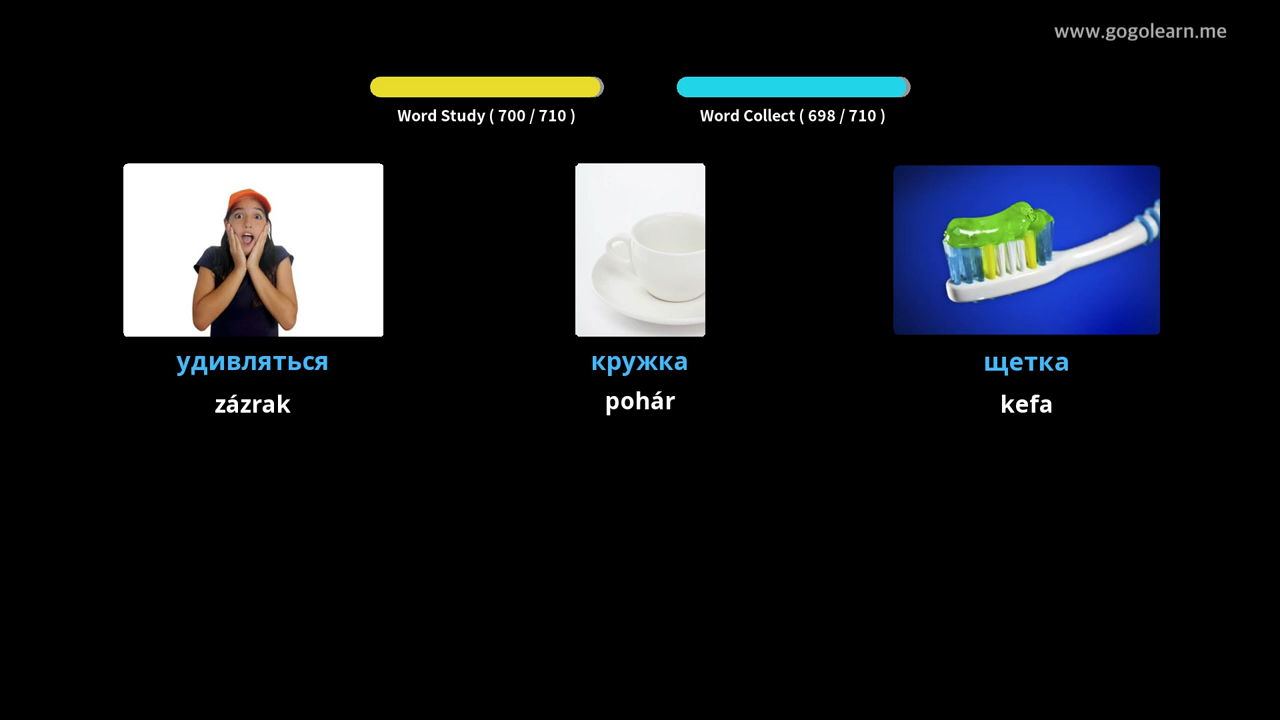 www.gogolearn.me
Word Study ( 700 / 710 )
Word Collect ( 698 / 710 )
удивляться
кружка
щетка
zázrak
pohár
kefa